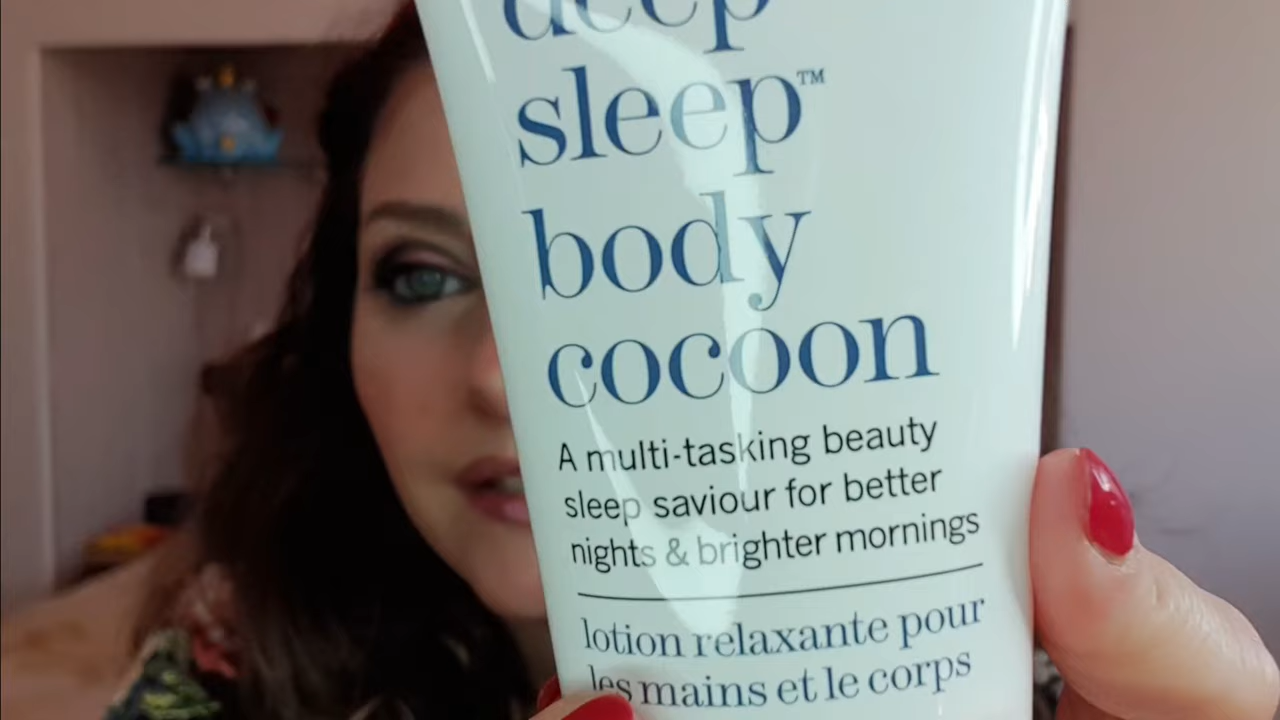 deep
sleep™
body
cocoon
A multi-tasking beauty
sleep saviour for better
nights & brighter mornings
lotion relaxante pour
les mains et le corps